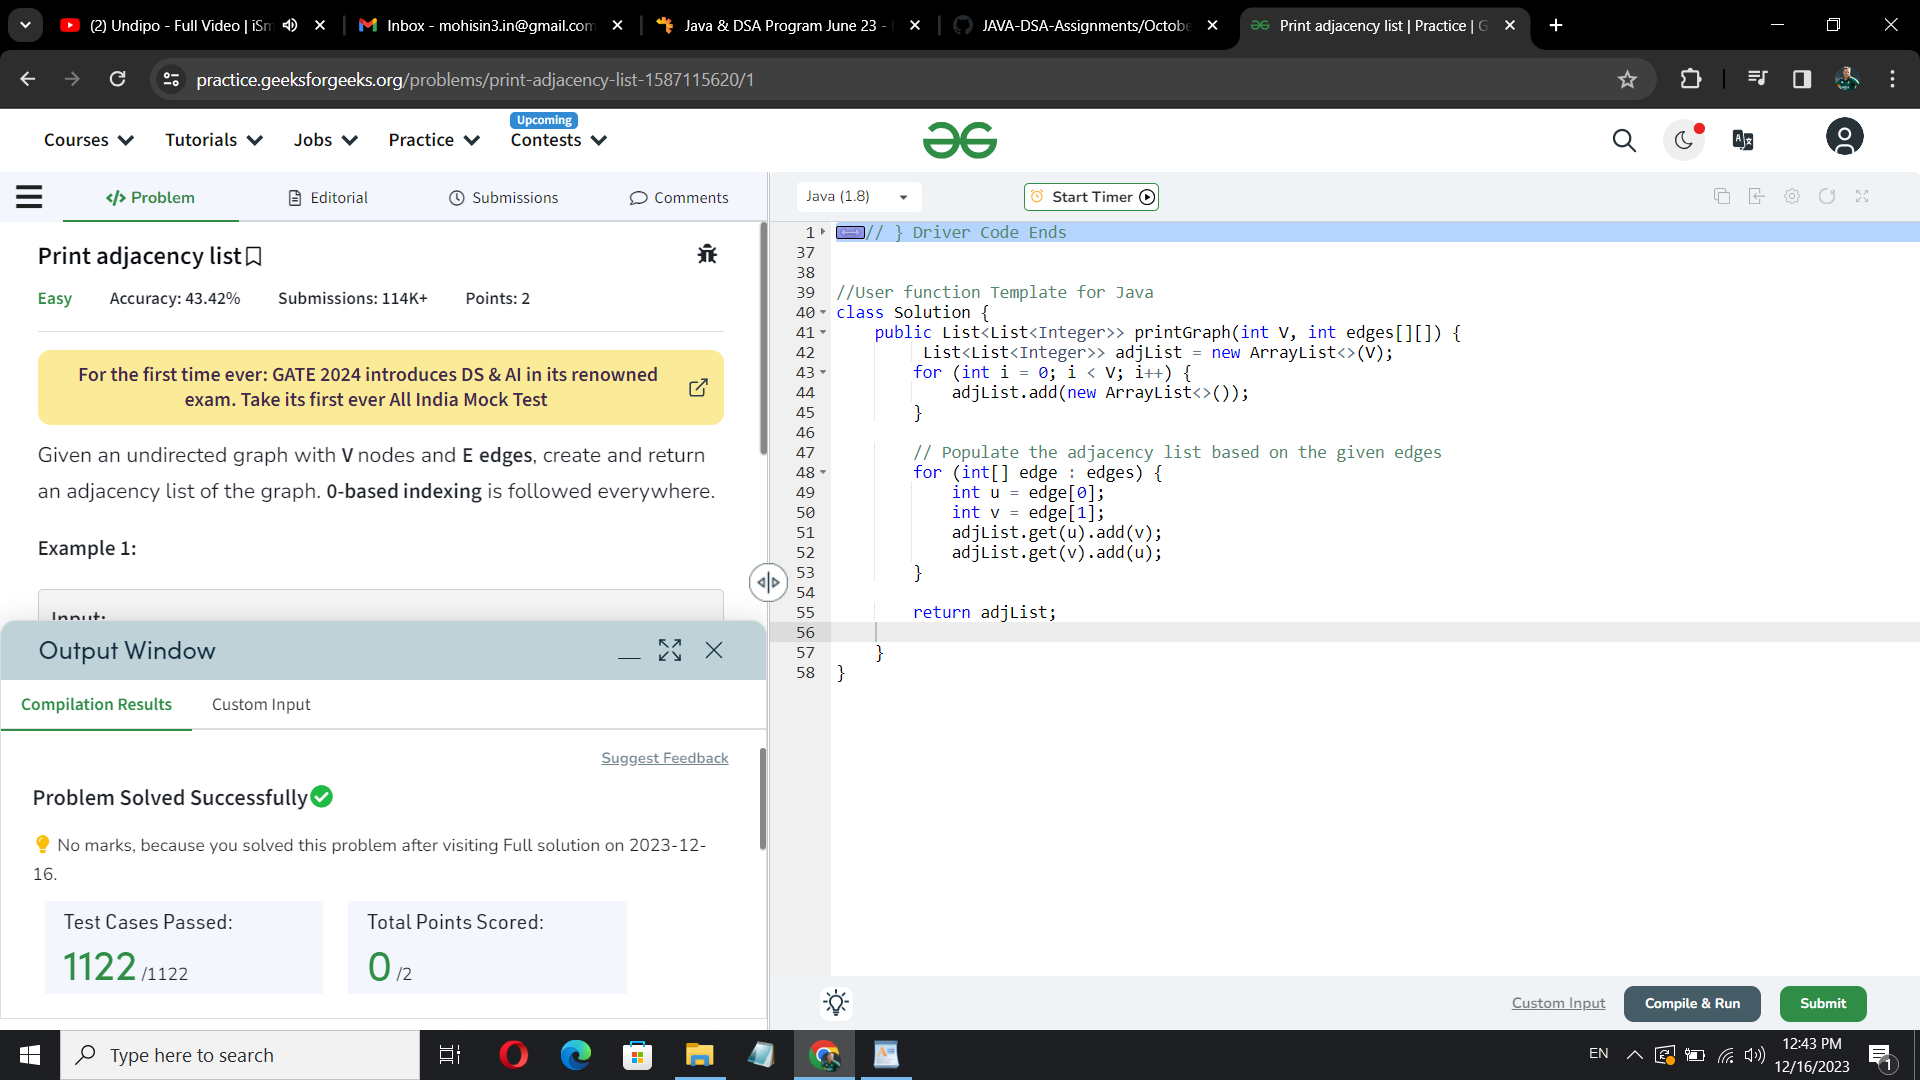 (2) Undipo - Full Video | iSm
Inbox - mohisin3.in@gmail.com
Java & DSA Program June 23 -
JAVA-DSA-Assignments/Octobe
Print adjacency list | Practice | G
practice.geeksforgeeks.org/problems/print-adjacency-list-1587115620/1
Courses
Tutorials
Jobs
Practice
Upcoming
Contests
</> Problem
Editorial
Submissions
Comments
Java (1.8)
Start Timer
Print adjacency list
Easy
Accuracy: 43.42%
Submissions: 114K+
Points: 2
For the first time ever: GATE 2024 introduces DS & AI in its renowned
exam. Take its first ever All India Mock Test
Given an undirected graph with V nodes and E edges, create and return
an adjacency list of the graph. 0-based indexing is followed everywhere.
Example 1:
Input:
Output Window
Compilation Results
Custom Input
Suggest Feedback
Problem Solved Successfully
No marks, because you solved this problem after visiting Full solution on 2023-12-
16.
Test Cases Passed:
1122 /1122
Total Points Scored:
0 /2
1 // } Driver Code Ends
37
38
39 //User function Template for Java
40 class Solution {
41 public List<List<Integer>> printGraph(int V, int edges[][]) {
42 List<List<Integer>> adjList = new ArrayList<>(V);
43 for (int i = 0; i < V; i++) {
44 adjList.add(new ArrayList<>());
45 }
46
47 // Populate the adjacency list based on the given edges
48 for (int[] edge : edges) {
49 int u = edge[0];
50 int v = edge[1];
51 adjList.get(u).add(v);
52 adjList.get(v).add(u);
53 }
54
55 return adjList;
56
57 }
58 }
Custom Input
Compile & Run
Submit
Type here to search
EN
12:43 PM
12/16/2023
1